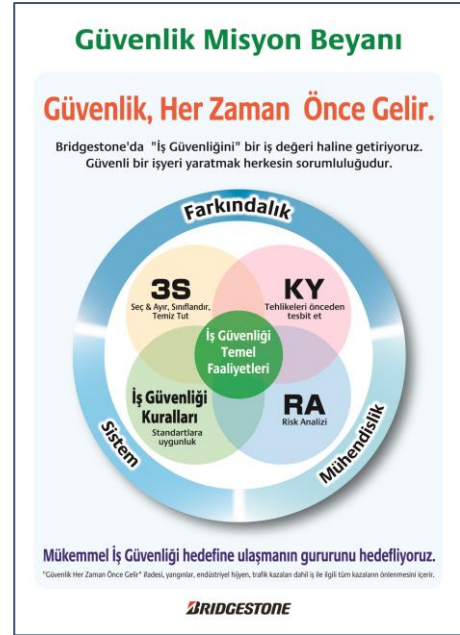 Güvenlik Misyon Beyanı
Güvenlik, Her Zaman Önce Gelir.
Bridgestone'da "İş Güvenliğini" bir iş değeri haline getiriyoruz.
Güvenli bir işyeri yaratmak herkesin sorumluluğudur.
Farkındalık
3S
Seç & Ayır, Sınıflandır,
Temiz Tut
KY
Tehlikeleri önceden
tesbit et
İş Güvenliği
Temel
Faaliyetleri
İş Güvenliği
Kuralları
Standartlara
uygunluk
RA
Risk Analizi
Sistem
Mühendislik
Mükemmel İş Güvenliği hedefine ulaşmanın gururunu hedefliyoruz.
"Güvenlik Her Zaman Önce Gelir" ifadesi, yangınlar, endüstriyel hijyen, trafik kazaları dahil iş ile ilgili tüm kazaların önlenmesini içerir.
BRIDGESTONE